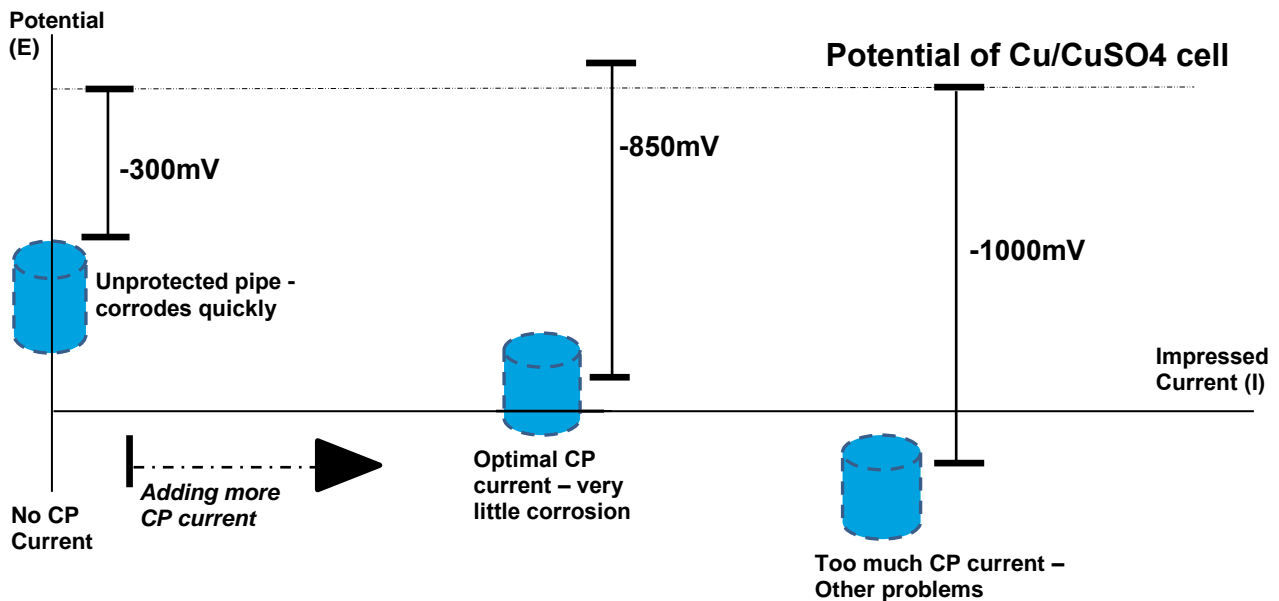 Potential
(E)
Potential of Cu/CuSO4 cell
-300mV
-850mV
-1000mV
Unprotected pipe -
corrodes quickly
Impressed
Current (I)
Adding more
CP current
No CP
Current
Optimal CP
current – very
little corrosion
Too much CP current –
Other problems